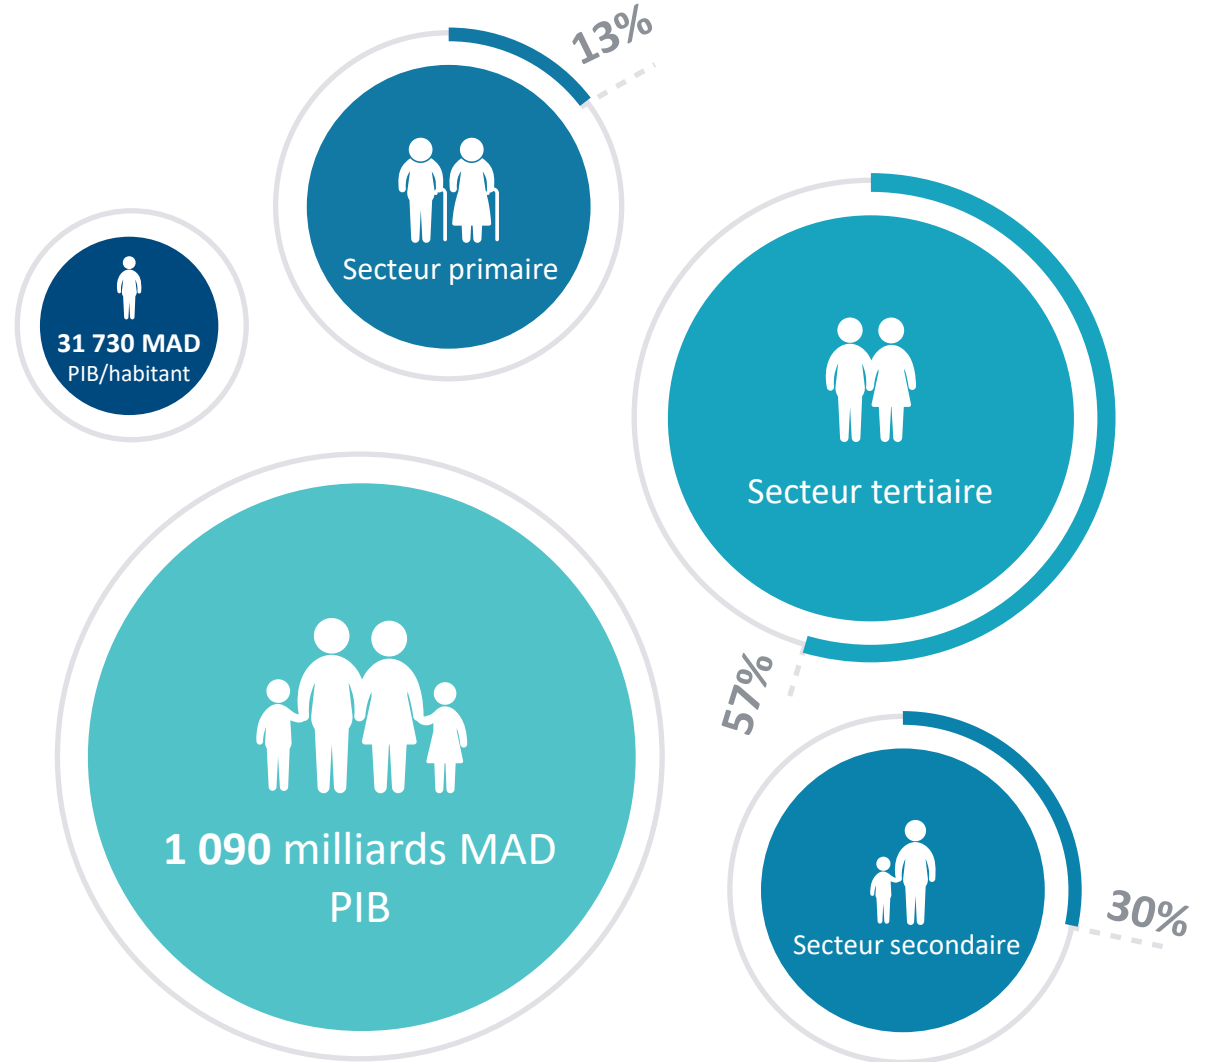 13%
Secteur primaire
31 730 MAD
PIB/habitant
Secteur tertiaire
57%
1 090 milliards MAD
PIB
30%
Secteur secondaire